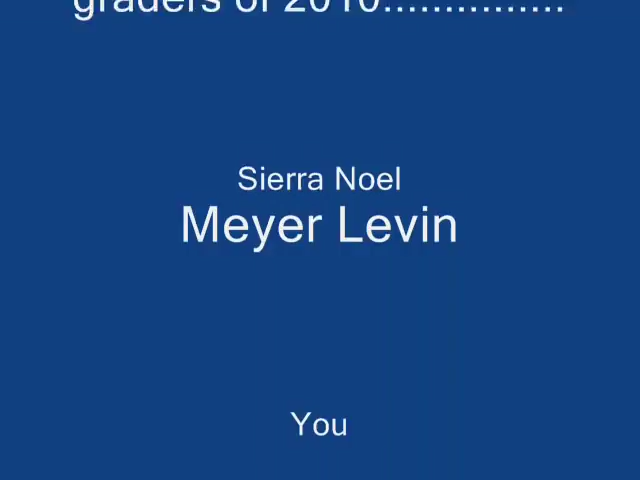 graders of 2010...............
Sierra Noel
Meyer Levin
You